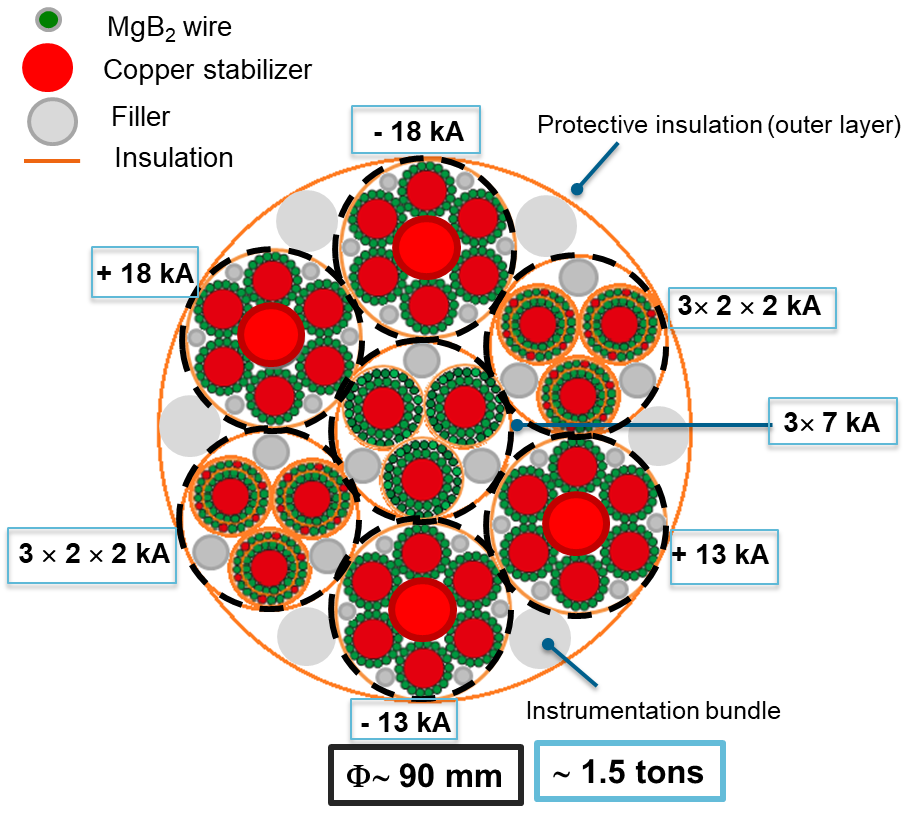 MgB₂ wire
Copper stabilizer
Filler
Insulation
- 18 kA
Protective insulation (outer layer)
+ 18 kA
3× 2 × 2 kA
3× 7 kA
3 × 2 × 2 kA
+ 13 kA
- 13 kA
Instrumentation bundle
Φ~ 90 mm
~ 1.5 tons